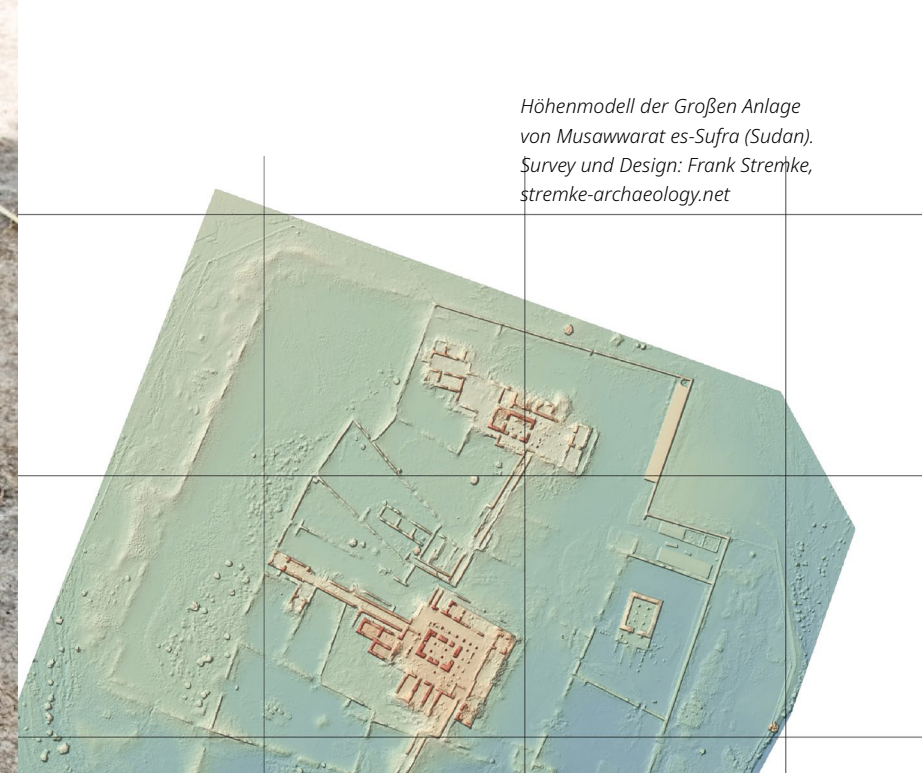 Höhenmodell der Großen Anlage
von Musawwarat es-Sufra (Sudan).
Survey und Design: Frank Stremke,
stremke-archaeology.net